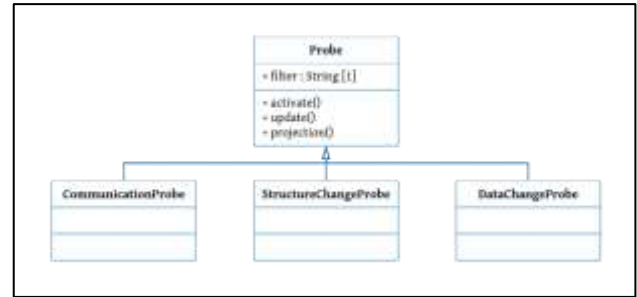 Probe
+ filter : String [1]
+ activate()
+ update()
+ projection()
CommunicationProbe
StructureChangeProbe
DataChangeProbe